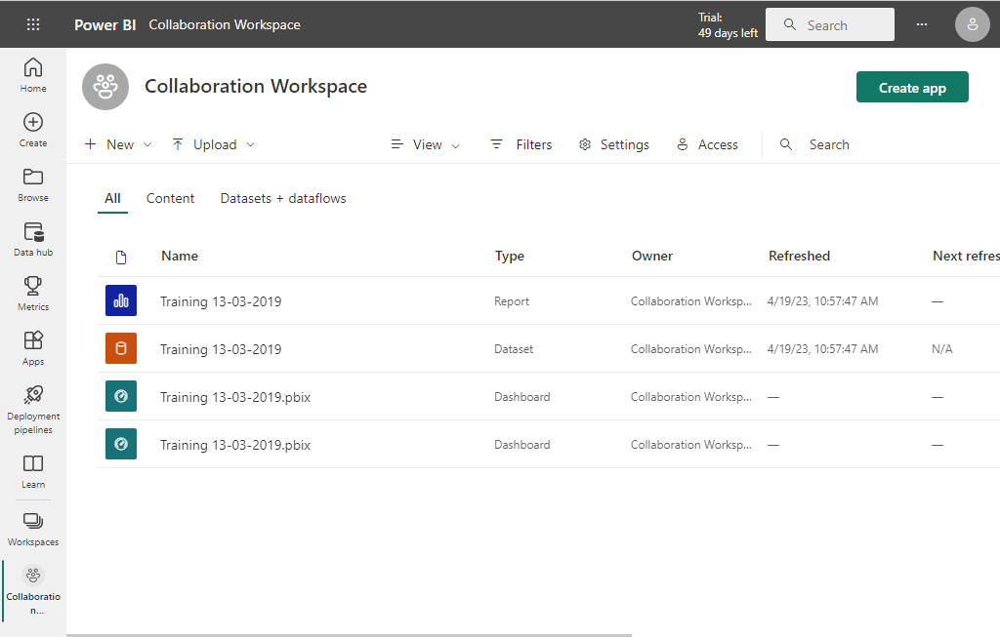 Power BI Collaboration Workspace
Trial:
49 days left
Search
Home
Create
Browse
Data hub
Metrics
Apps
Deployment
pipelines
Learn
Workspaces
Collaboratio
n...
Collaboration Workspace
Create app
New
Upload
View
Filters
Settings
Access
Search
All Content Datasets + dataflows
Name Type Owner Refreshed Next refres
Training 13-03-2019 Report Collaboration Worksp... 4/19/23, 10:57:47 AM —
Training 13-03-2019 Dataset Collaboration Worksp... 4/19/23, 10:57:47 AM N/A
Training 13-03-2019.pbix Dashboard Collaboration Worksp... — —
Training 13-03-2019.pbix Dashboard Collaboration Worksp... — —